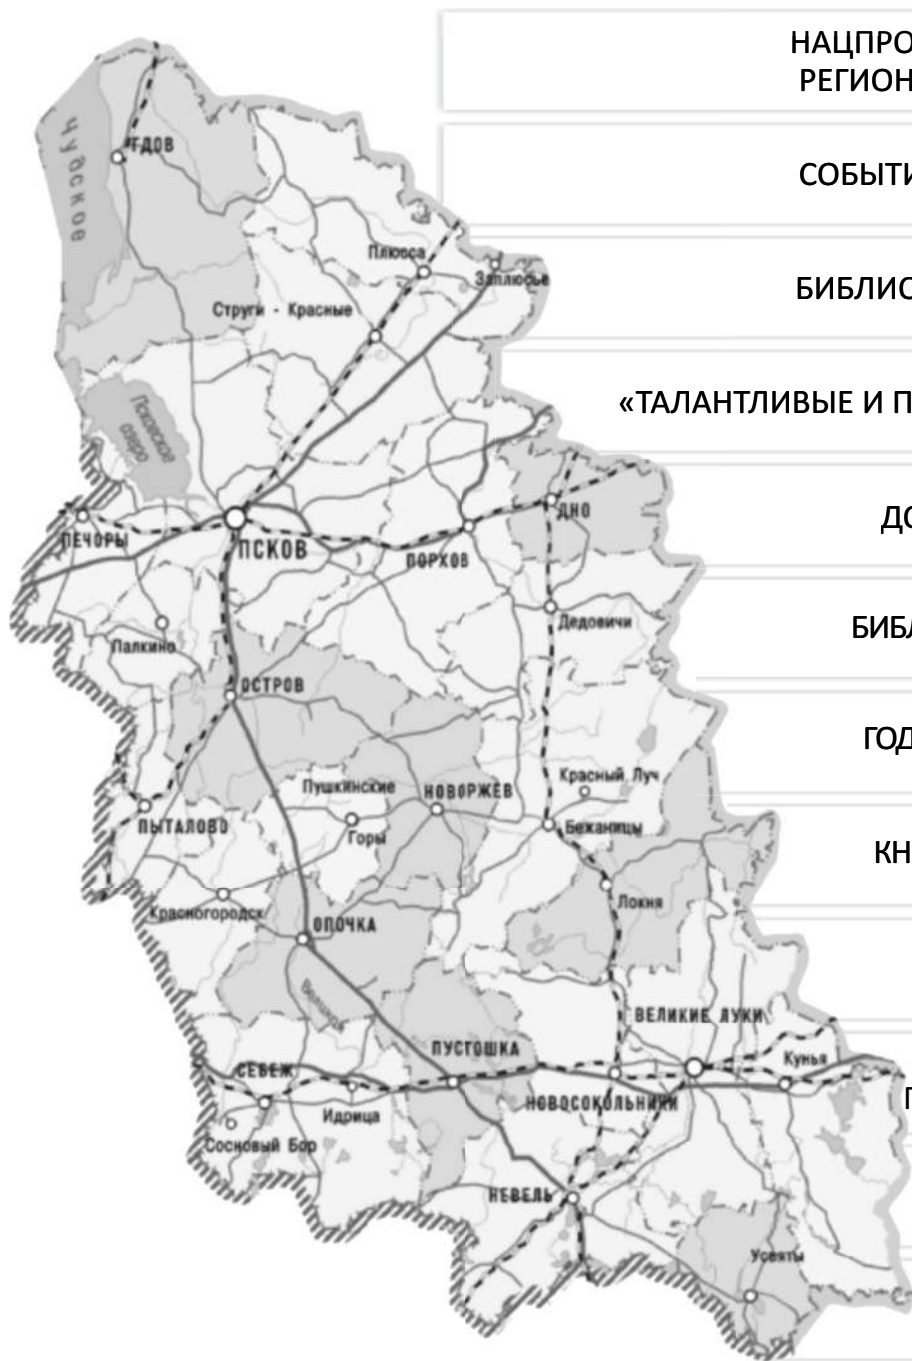 НАЦПРО
РЕГИОН
СОБЫТИ
БИБЛИО
«ТАЛАНТЛИВЫЕ И П
ДО
БИБЛ
ГОД
КН
П
Чудское
ГДОВ
Плюсса
Заплюсье
Струги - Красные
Псковское
озеро
ПЕЧОРЫ
ПСКОВ
ПОРХОВ
ДНО
Дедовичи
Палкино
ОСТРОВ
Пушкинские
Горы
НОВОРЖЕВ
Красный Луч
ПЫТАЛОВО
Бежаницы
Красногородск
Локня
ОПОЧКА
Великая
ВЕЛИКИЕ ЛУКИ
ПУСТОШКА
Кунья
СЕБЕЖ
Идрица
НОВОСОКОЛЬНИКИ
Сосновый Бор
НЕВЕЛЬ
Усвяты